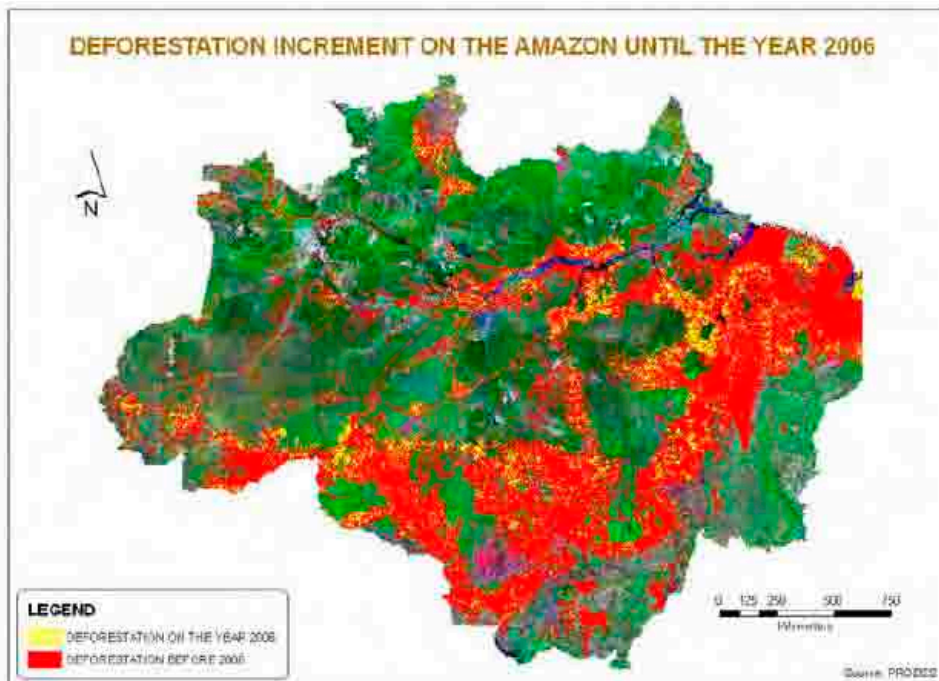 DEFORESTATION INCREMENT ON THE AMAZON UNTIL THE YEAR 2006
N
LEGEND
DEFORESTATION ON THE YEAR 2006
DEFORESTATION BEFORE 2006
0 125 250 500 750
Kilometers
Source: PRODES